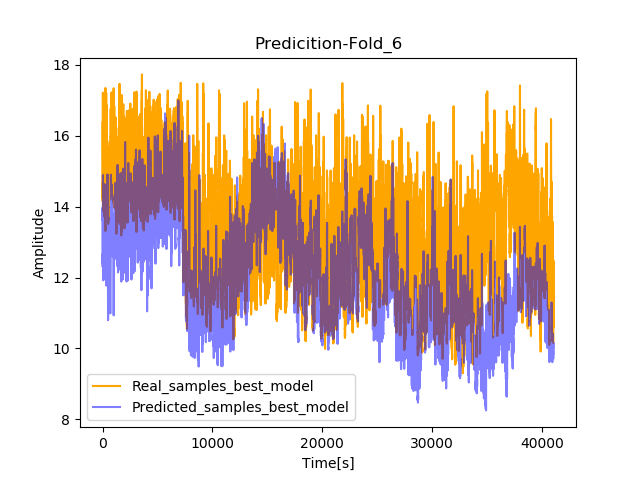 Predicition-Fold_6
18
16
14
12
10
8
Amplitude
Real_samples_best_model
Predicted_samples_best_model
0
10000
20000
30000
40000
Time[s]